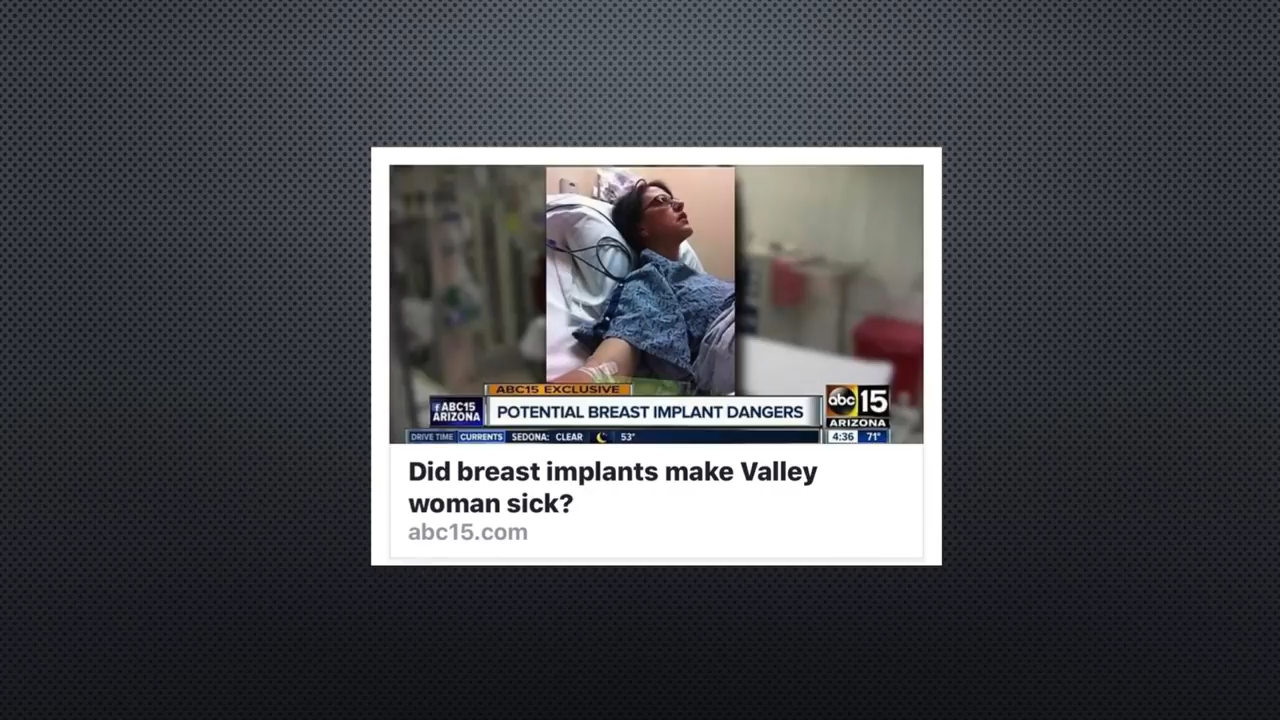 ABC15 EXCLUSIVE
f ABC15
ARIZONA
POTENTIAL BREAST IMPLANT DANGERS
abc 15
ARIZONA
DRIVE TIME CURRENTS SEDONA: CLEAR 53°
4:36 71°
Did breast implants make Valley
woman sick?
abc15.com